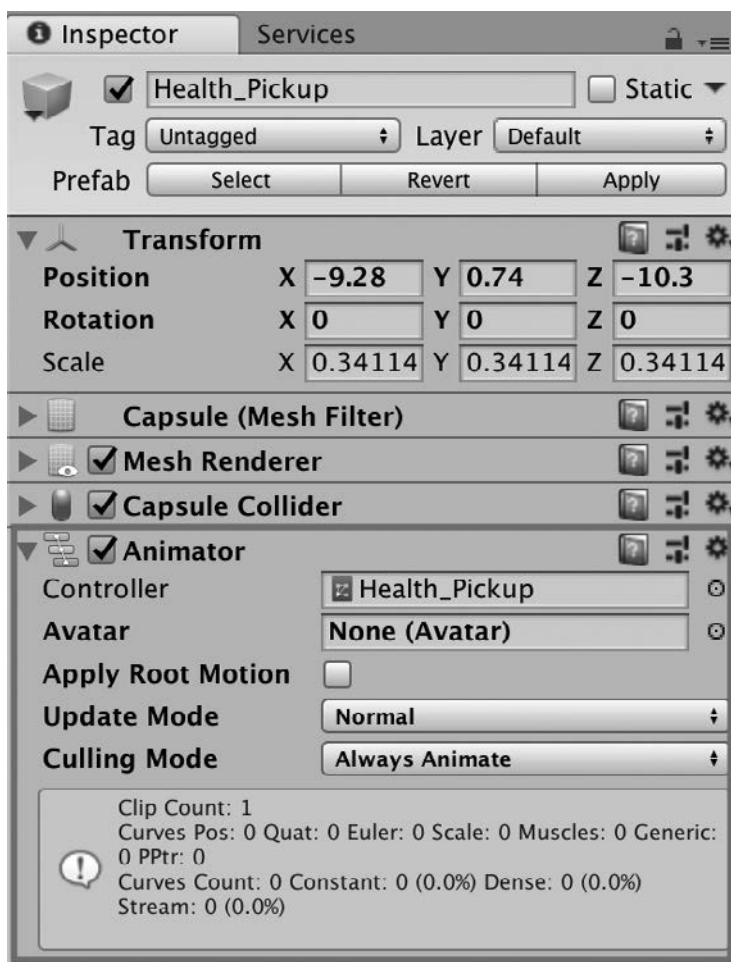 Inspector Services
Health_Pickup Static
Tag Untagged Layer Default
Prefab Select Revert Apply
Transform
Position X -9.28 Y 0.74 Z -10.3
Rotation X 0 Y 0 Z 0
Scale X 0.34114 Y 0.34114 Z 0.34114
Capsule (Mesh Filter)
Mesh Renderer
Capsule Collider
Animator
Controller Health_Pickup
Avatar None (Avatar)
Apply Root Motion
Update Mode Normal
Culling Mode Always Animate
Clip Count: 1
Curves Pos: 0 Quat: 0 Euler: 0 Scale: 0 Muscles: 0 Generic:
0 PPtr: 0
Curves Count: 0 Constant: 0 (0.0%) Dense: 0 (0.0%)
Stream: 0 (0.0%)